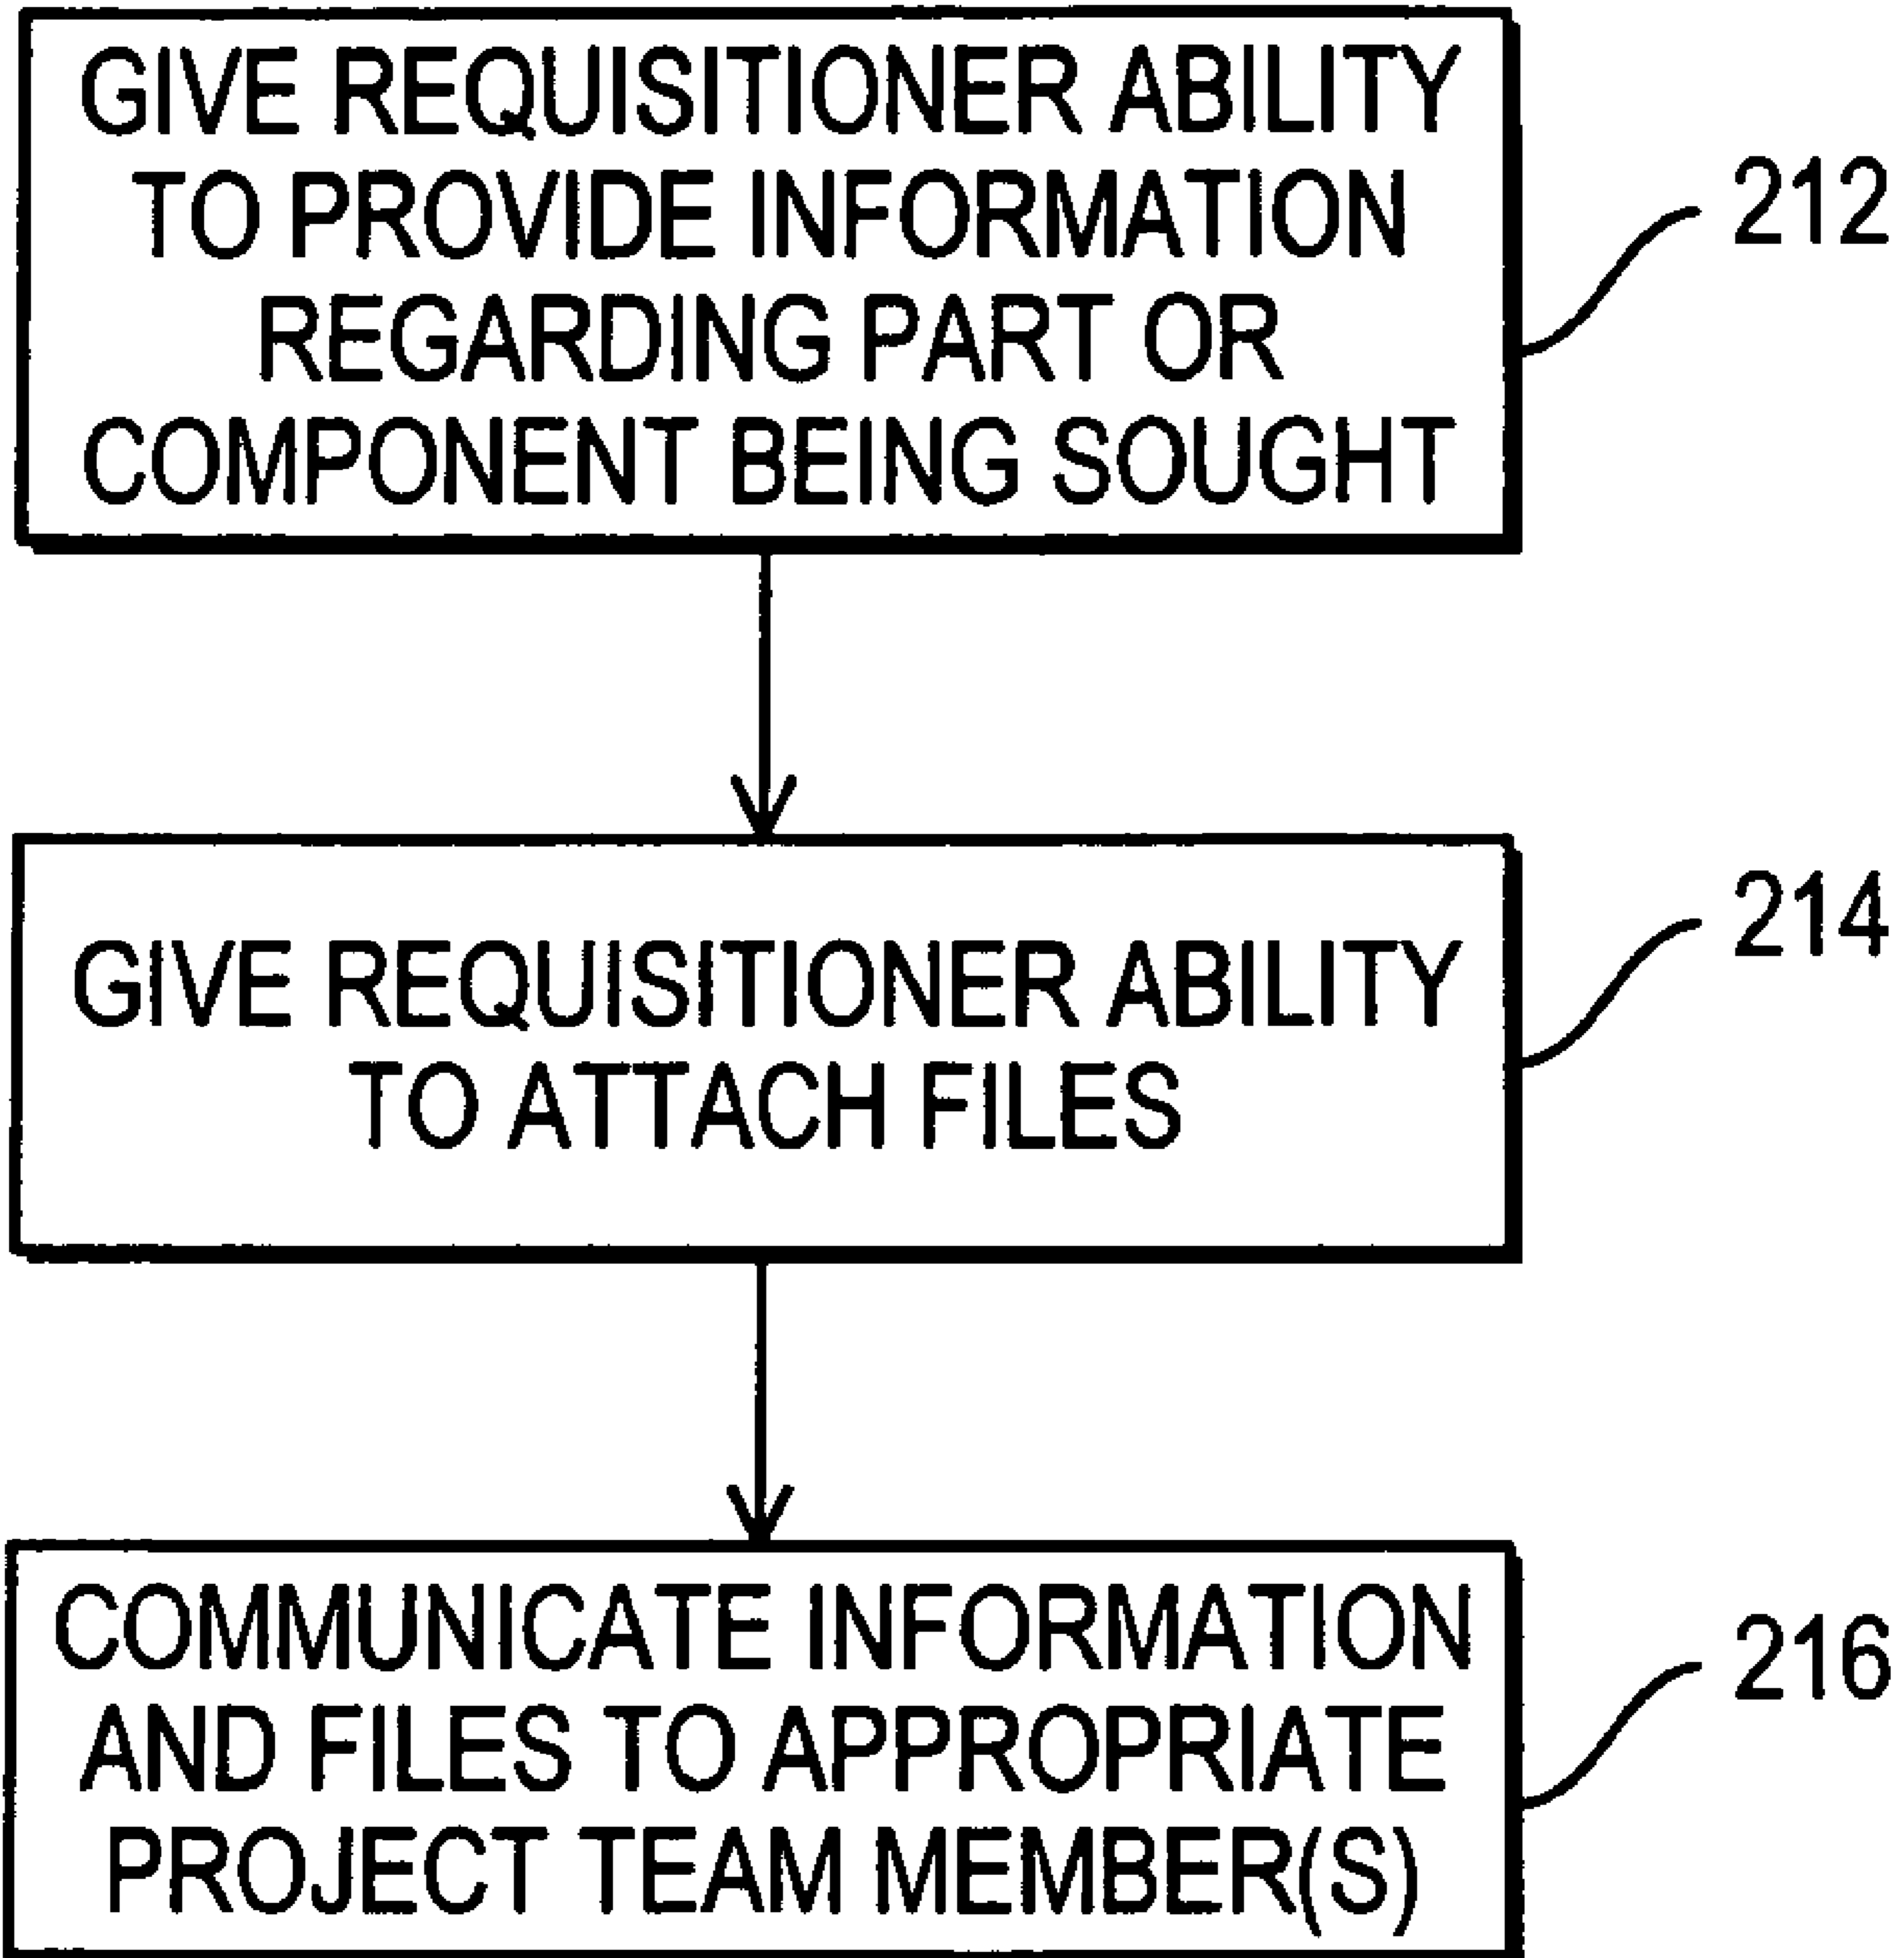 GIVE REQUISITIONER ABILITY
TO PROVIDE INFORMATION
REGARDING PART OR
COMPONENT BEING SOUGHT
212
GIVE REQUISITIONER ABILITY
TO ATTACH FILES
214
COMMUNICATE INFORMATION
AND FILES TO APPROPRIATE
PROJECT TEAM MEMBER(S)
216